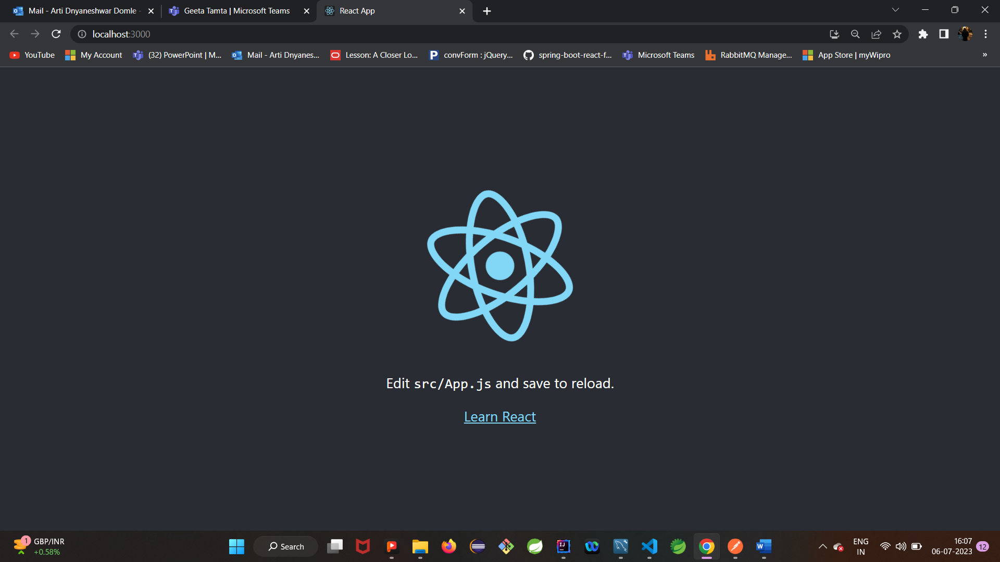 Mail - Arti Dnyaneshwar Domle -
Geeta Tamta | Microsoft Teams
React App
localhost:3000
YouTube
My Account
(32) PowerPoint | M...
Mail - Arti Dnyanes...
Lesson: A Closer Lo...
convForm : jQuery...
spring-boot-react-f...
Microsoft Teams
RabbitMQ Manage...
App Store | myWipro
»
Edit src/App.js and save to reload.
Learn React
1
GBP/INR
+0.58%
Search
ENG
IN
16:07
06-07-2023
12